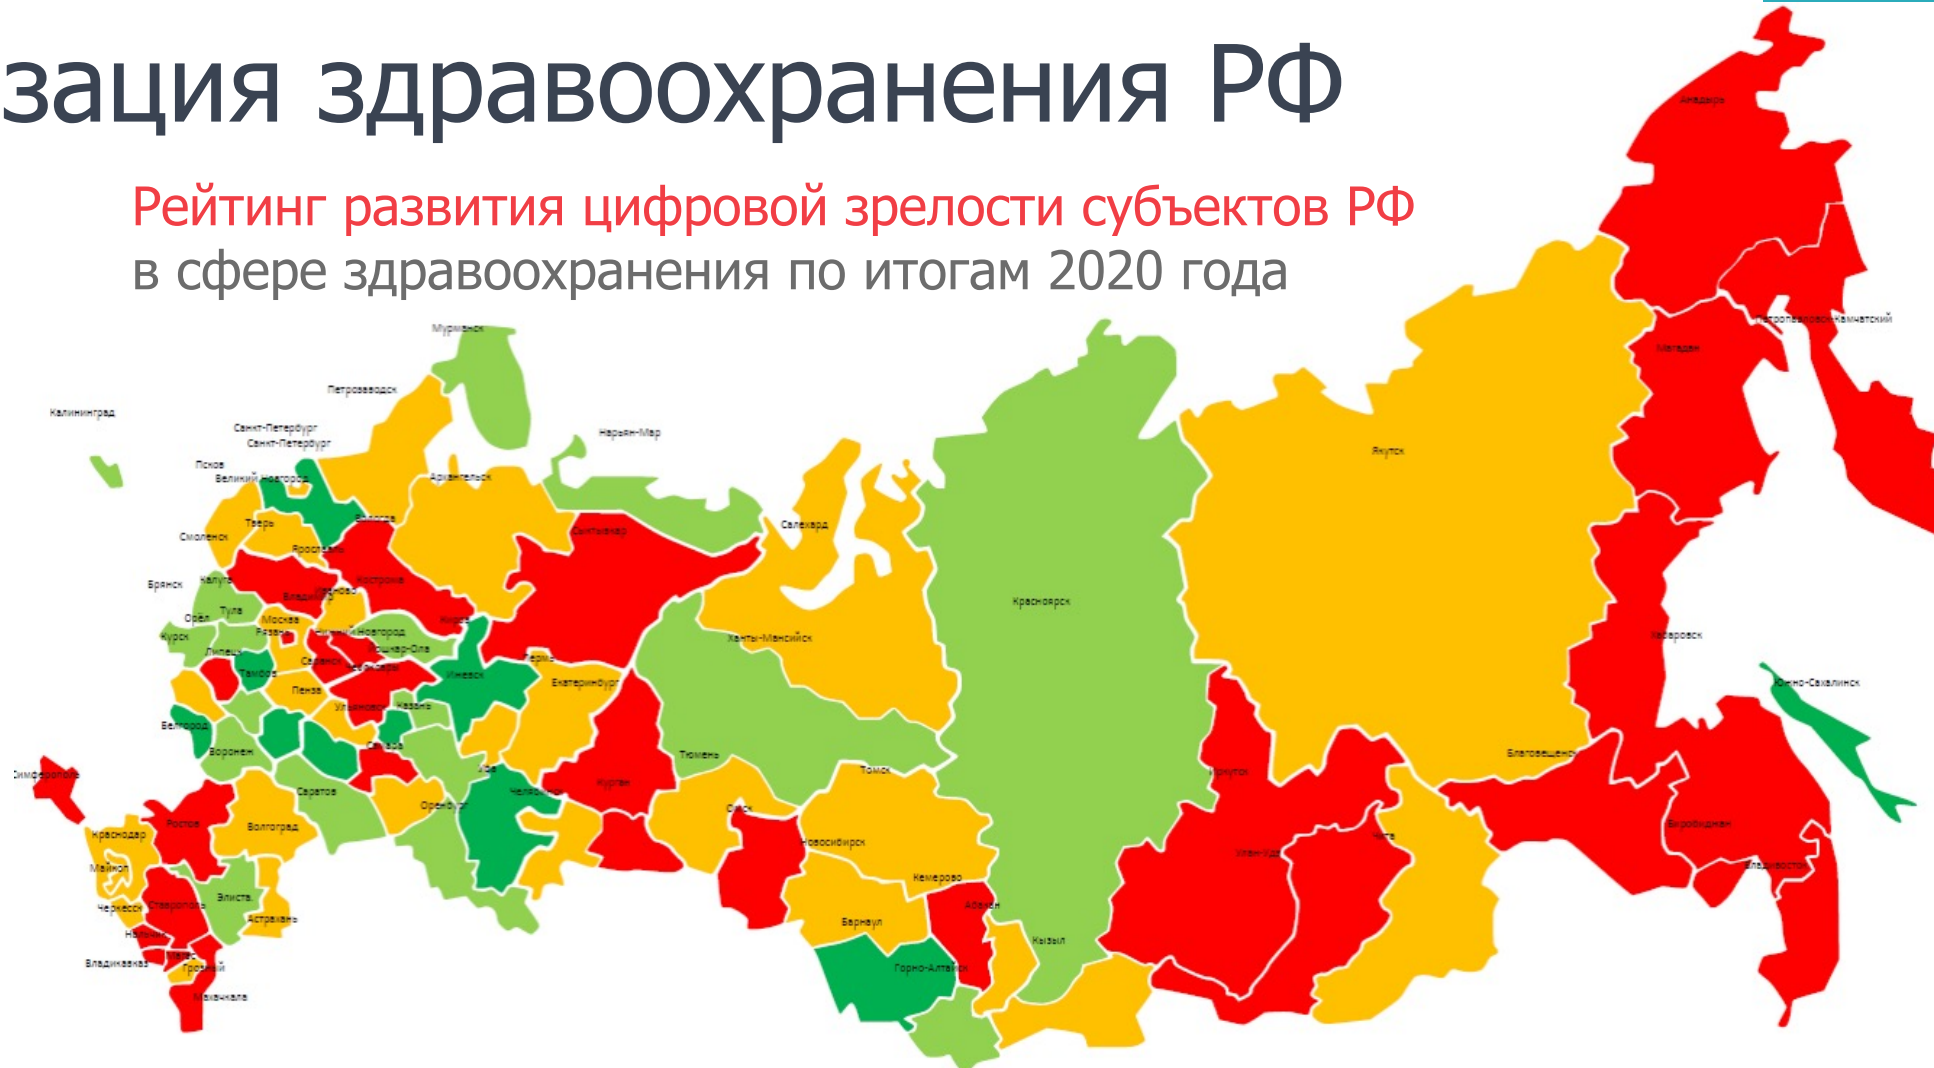 зация здравоохранения РФ
Рейтинг развития цифровой зрелости субъектов РФ
в сфере здравоохранения по итогам 2020 года
Анадырь
Петропавловск-Камчатский
Мурманск
Магадан
Петрозаводск
Калининград
Санкт-Петербург
Санкт-Петербург
Нарьян-Мар
Якутск
Псков
Великий Новгород
Архангельск
Вологда
Тверь
Салехард
Сыктывкар
Смоленск
Ярославль
Брянск
Калуга
Кострома
Иваново
Владимир
Красноярск
Тула
Орёл
Москва
Киров
Курск
Рязань
Нижний Новгород
Хабаровск
Ханты-Мансийск
Йошкар-Ола
Липецк
Саранск
Чебоксары
Пермь
Тамбов
Ижевск
Екатеринбург
Южно-Сахалинск
Пенза
Ульяновск
Казань
Белгород
Самара
Воронеж
Тюмень
Благовещенск
Уфа
Томск
Иркутск
Симферополь
Курган
Саратов
Челябинск
Оренбург
Омск
Ростов
Волгоград
Биробиджан
Краснодар
Чита
Новосибирск
Улан-Удэ
Майкоп
Владивосток
Кемерово
Элиста
Черкесск
Ставрополь
Абакан
Астрахань
Барнаул
Нальчик
Кызыл
Магас
Владикавказ
Грозный
Горно-Алтайск
Махачкала